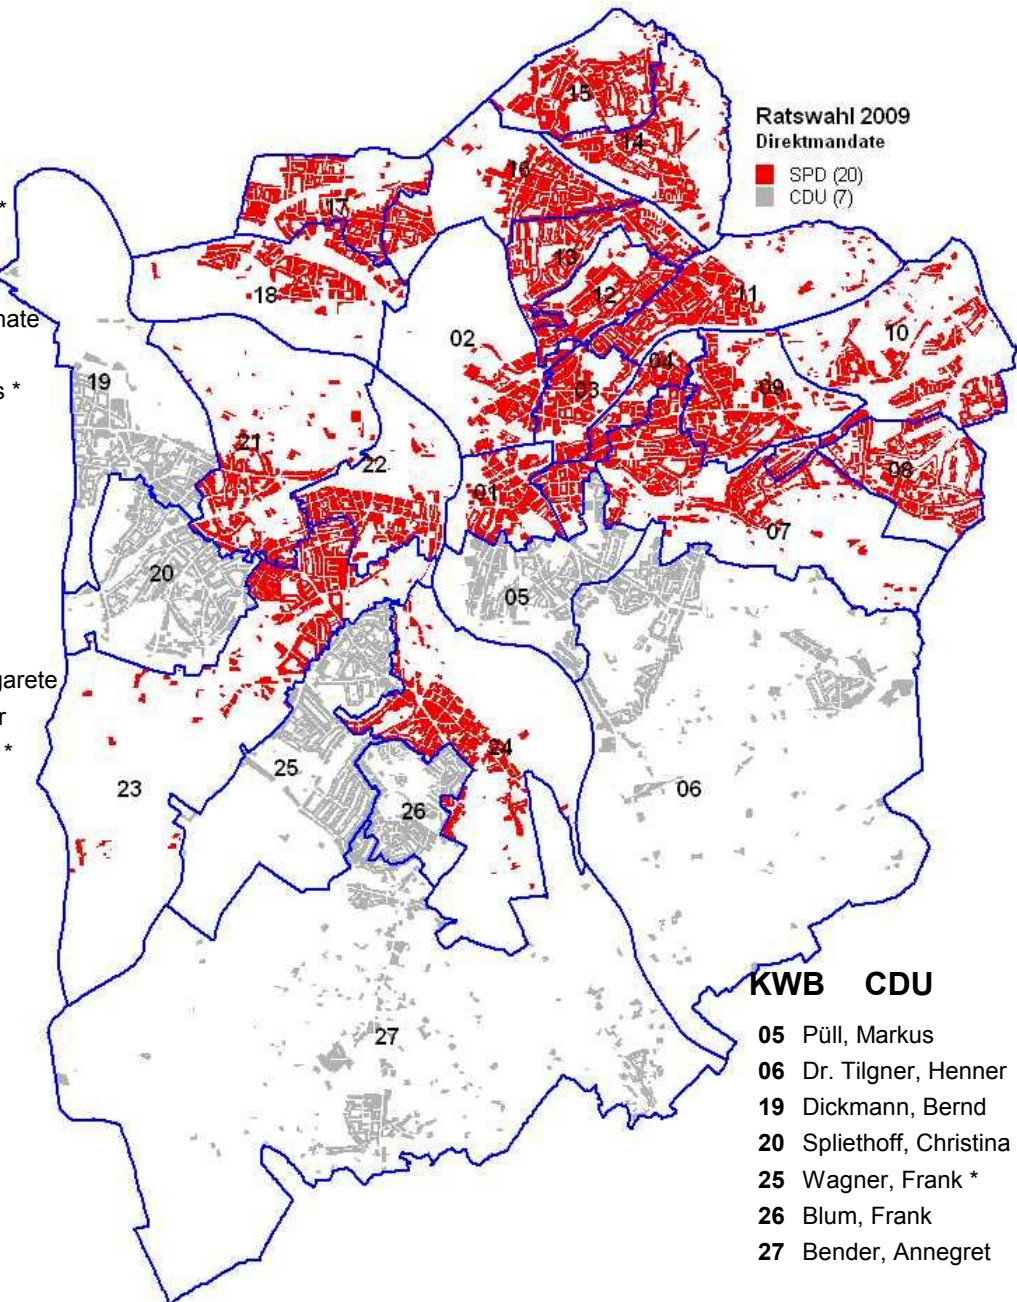 Ratswahl 2009
Direktmandate
SPD (20)
CDU (7)
*
nate
s *
garete
r
*
15
14
16
17
13
18
12
11
10
02
04
19
03
09
21
22
08
01
07
20
05
24
25
23
06
26
27
KWB CDU
05 Püll, Markus
06 Dr. Tilgner, Henner
19 Dickmann, Bernd
20 Spliethoff, Christina
25 Wagner, Frank *
26 Blum, Frank
27 Bender, Annegret